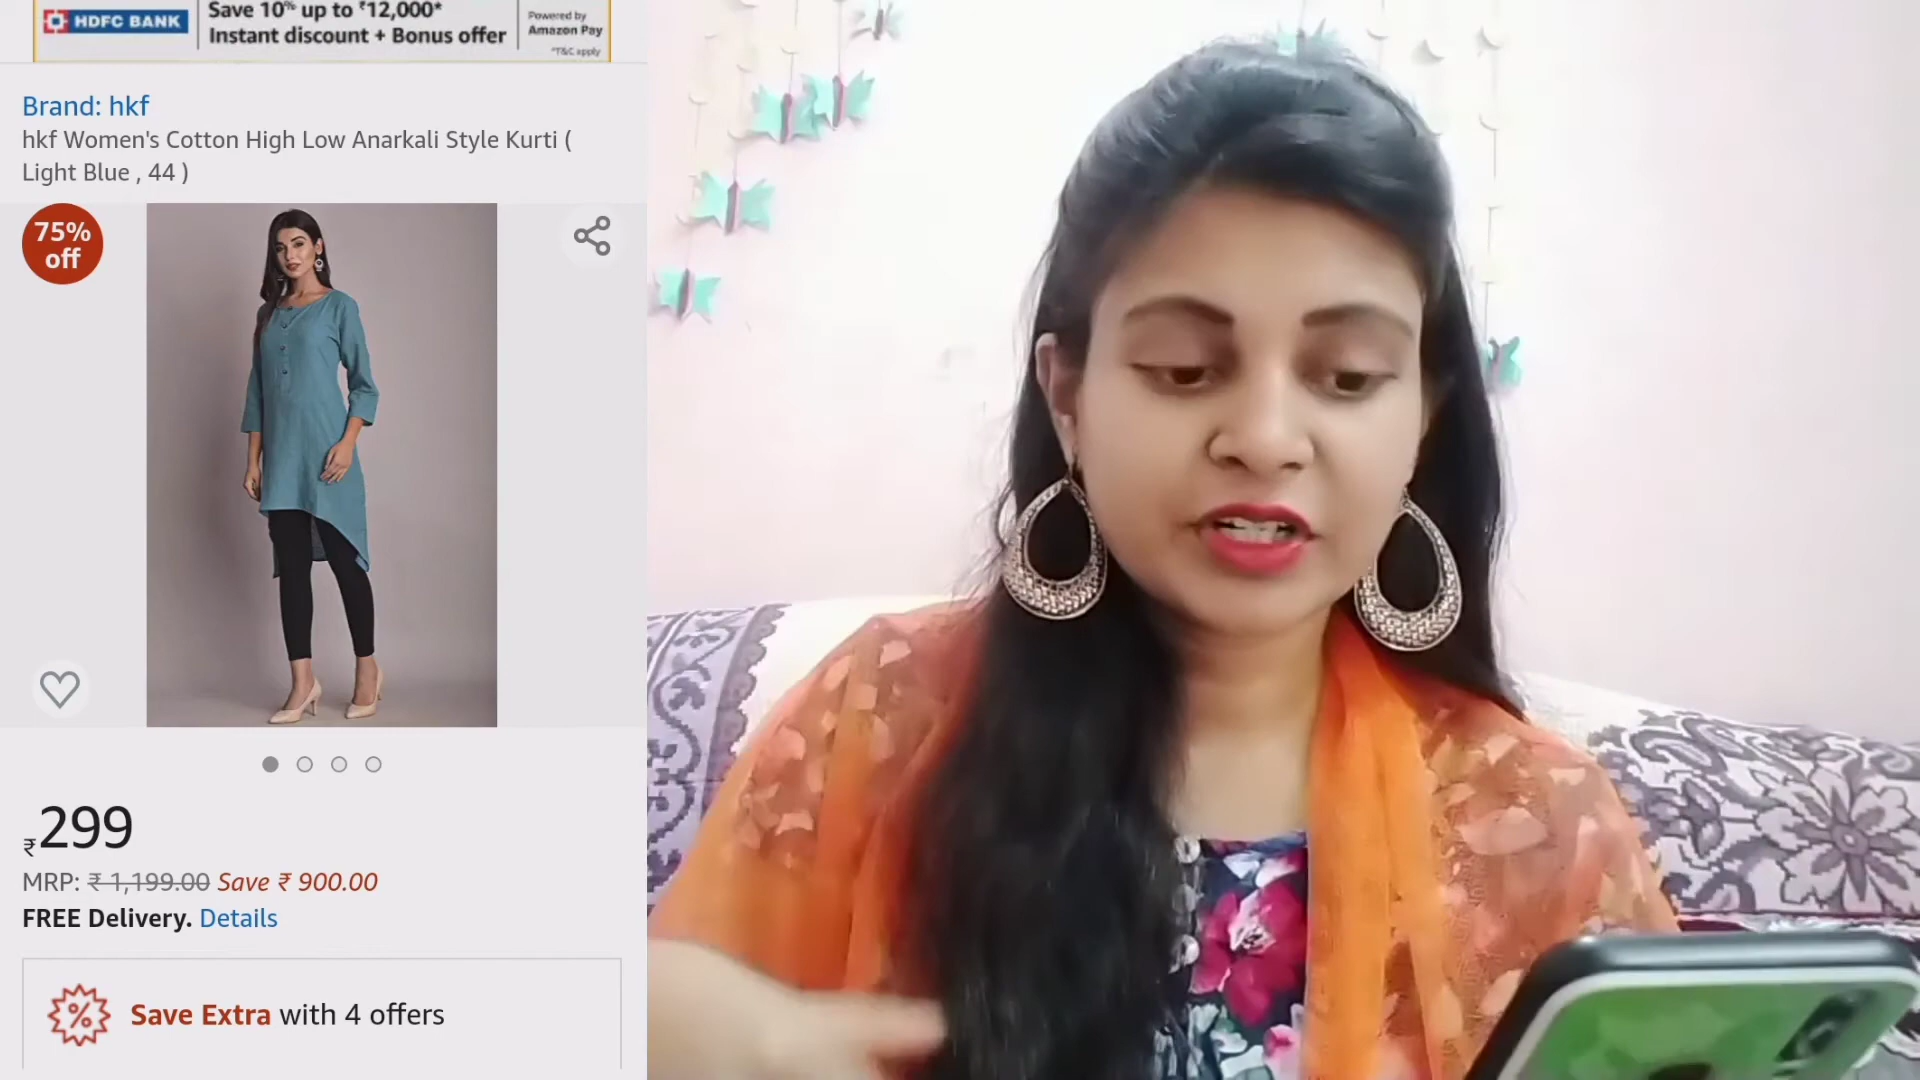 HDFC BANK
Save 10% up to ₹12,000*
Instant discount + Bonus offer
Powered by
Amazon Pay
*T&C apply
Brand: hkf
hkf Women's Cotton High Low Anarkali Style Kurti (
Light Blue , 44 )
75%
off
₹299
MRP: ₹ 1,199.00 Save ₹ 900.00
FREE Delivery. Details
Save Extra with 4 offers